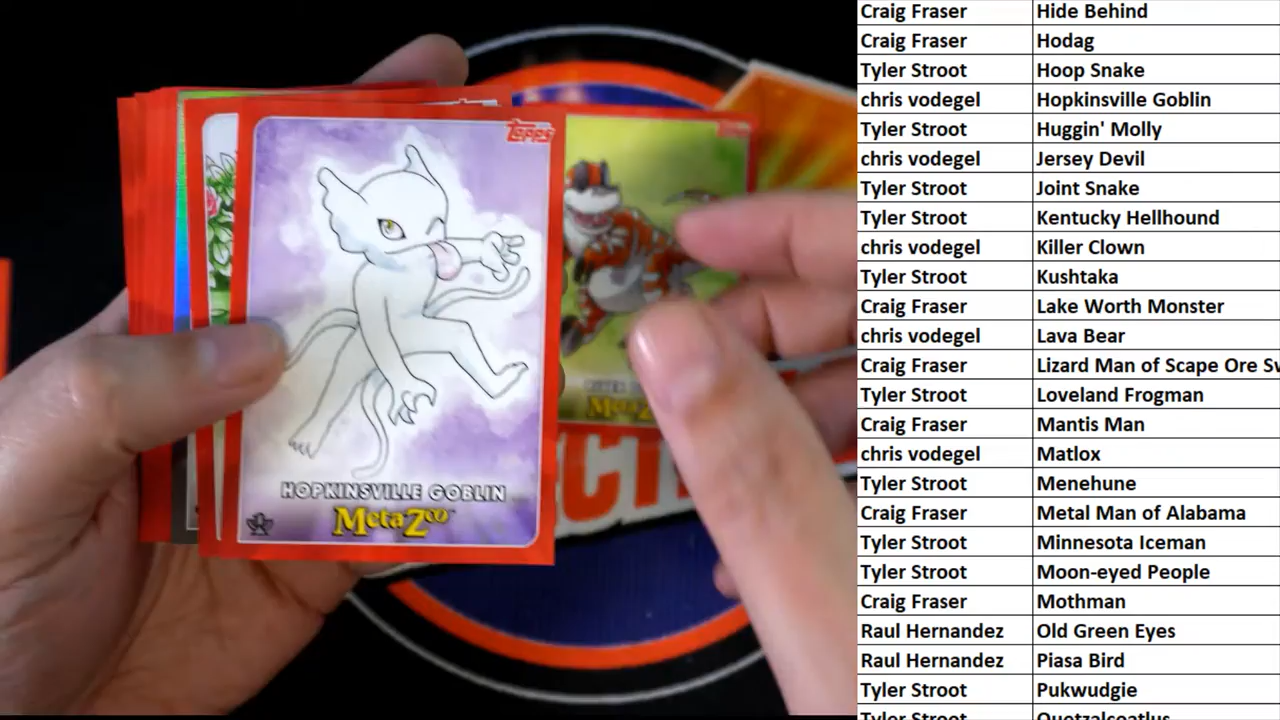 Topps
HOPKINSVILLE GOBLIN
MetaZoo
MetaZ
Craig Fraser Hide Behind
Craig Fraser Hodag
Tyler Stroot Hoop Snake
chris vodegel Hopkinsville Goblin
Tyler Stroot Huggin' Molly
chris vodegel Jersey Devil
Tyler Stroot Joint Snake
Tyler Stroot Kentucky Hellhound
chris vodegel Killer Clown
Tyler Stroot Kushtaka
Craig Fraser Lake Worth Monster
chris vodegel Lava Bear
Craig Fraser Lizard Man of Scape Ore Sw
Tyler Stroot Loveland Frogman
Craig Fraser Mantis Man
chris vodegel Matlox
Tyler Stroot Menehune
Craig Fraser Metal Man of Alabama
Tyler Stroot Minnesota Iceman
Tyler Stroot Moon-eyed People
Craig Fraser Mothman
Raul Hernandez Old Green Eyes
Raul Hernandez Piasa Bird
Tyler Stroot Pukwudgie
Tyler Stroot Quetzalcoatlus